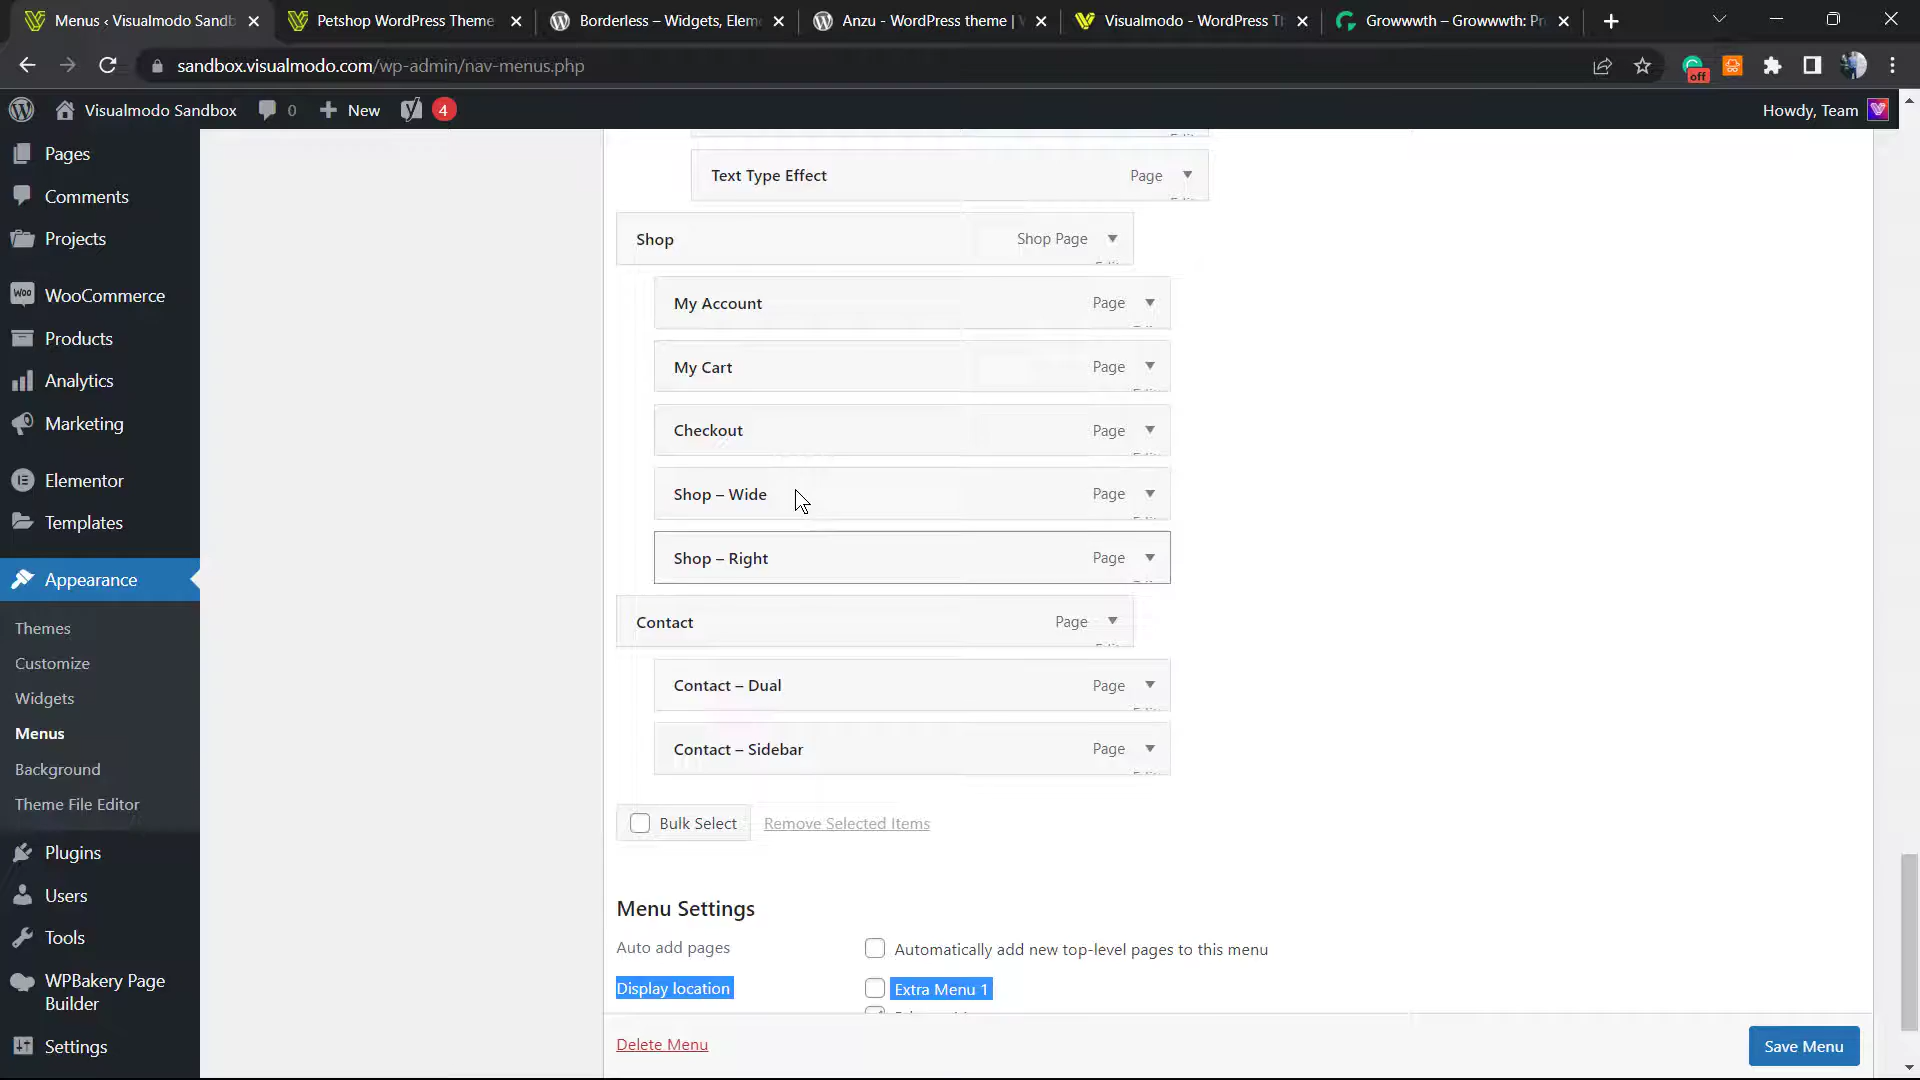 Menus ‹ Visualmodo Sandb
Petshop WordPress Theme
Borderless – Widgets, Elem
Anzu - WordPress theme | V
Visualmodo - WordPress Th
Growwwth – Growwwth: Pr
sandbox.visualmodo.com/wp-admin/nav-menus.php
off
Visualmodo Sandbox
0
New
4
Howdy, Team
Pages
Comments
Projects
WooCommerce
Products
Analytics
Marketing
Elementor
Templates
Appearance
Themes
Customize
Widgets
Menus
Background
Theme File Editor
Plugins
Users
Tools
WPBakery Page
Builder
Settings
Text Type Effect Page
Shop Shop Page
My Account Page
My Cart Page
Checkout Page
Shop – Wide Page
Shop – Right Page
Contact Page
Contact – Dual Page
Contact – Sidebar Page
Bulk Select Remove Selected Items
Menu Settings
Auto add pages Automatically add new top-level pages to this menu
Display location Extra Menu 1
Delete Menu Save Menu